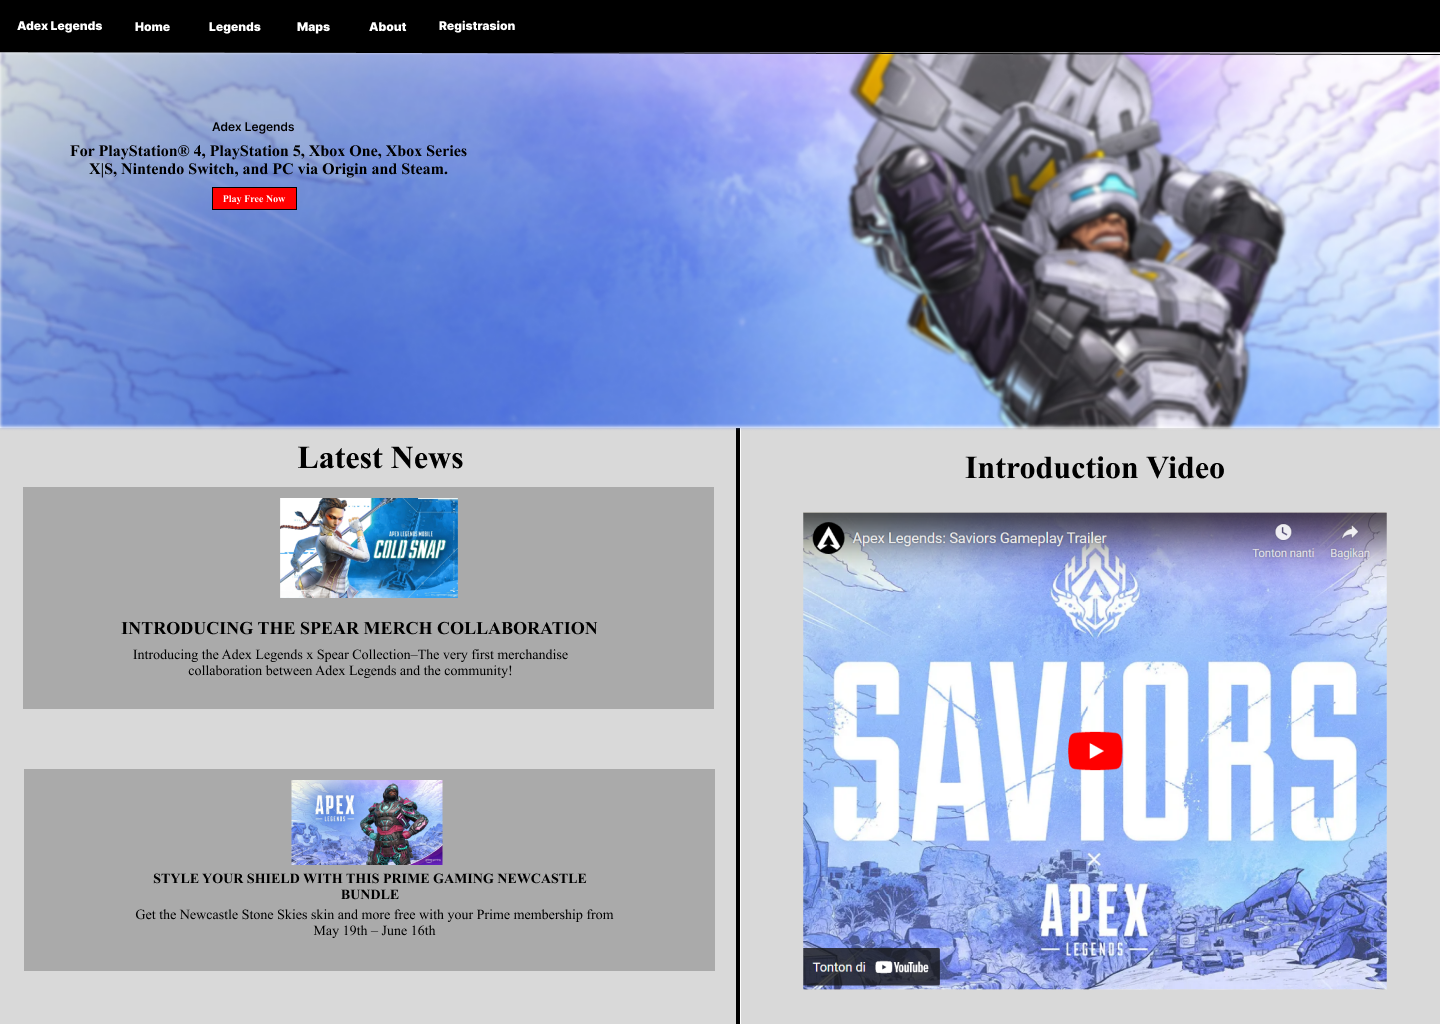 Adex Legends
Home
Legends
Maps
About
Registrasion
Adex Legends
For PlayStation® 4, PlayStation 5, Xbox One, Xbox Series
X|S, Nintendo Switch, and PC via Origin and Steam.
Play Free Now
Latest News
APEX LEGENDS MOBILE
COLD SNAP
INTRODUCING THE SPEAR MERCH COLLABORATION
Introducing the Adex Legends x Spear Collection–The very first merchandise
collaboration between Adex Legends and the community!
APEX
LEGENDS
STYLE YOUR SHIELD WITH THIS PRIME GAMING NEWCASTLE
BUNDLE
Get the Newcastle Stone Skies skin and more free with your Prime membership from
May 19th – June 16th
Introduction Video
Apex Legends: Saviors Gameplay Trailer
Tonton nanti
Bagikan
SAVIORS
X
APEX
LEGENDS
Tonton di YouTube